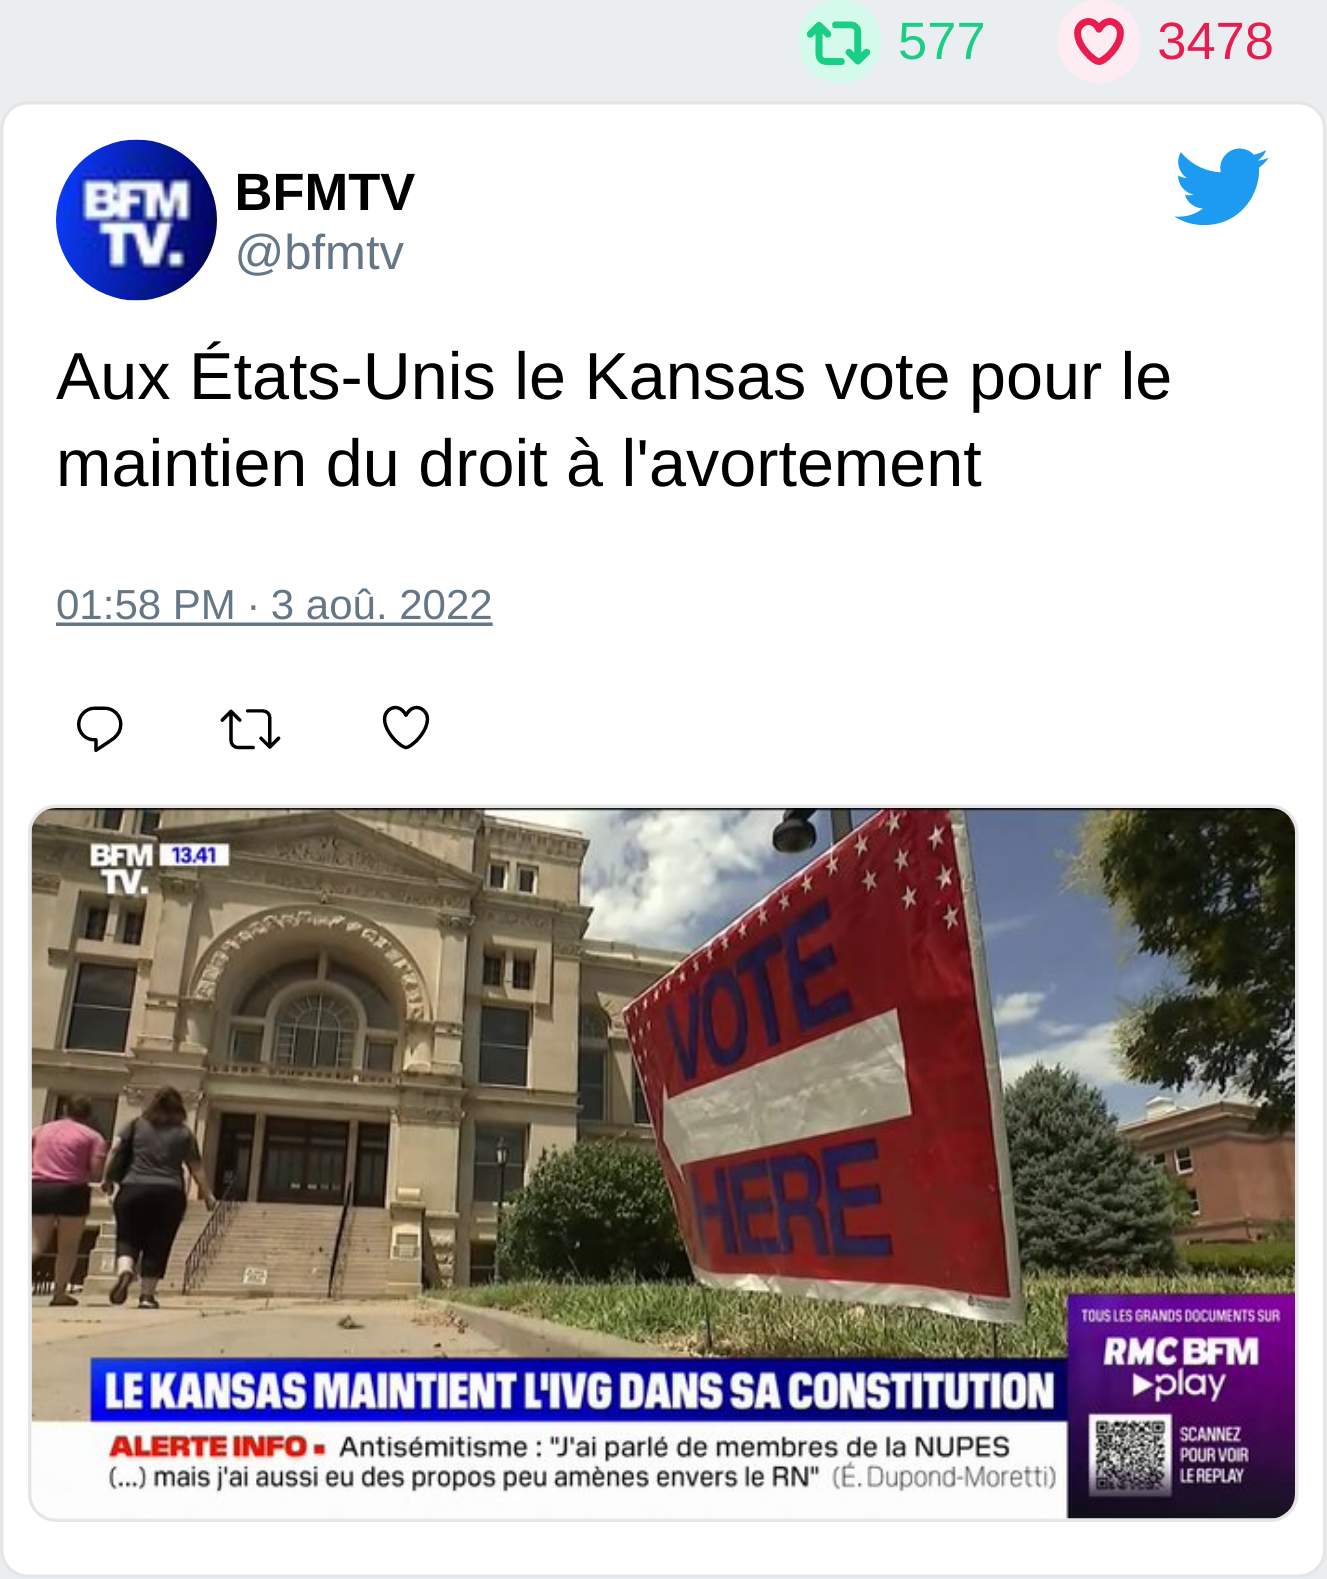 577 3478
BFM
TV.
BFMTV
@bfmtv
Aux États-Unis le Kansas vote pour le
maintien du droit à l'avortement
01:58 PM · 3 aoû. 2022
BFM 13.41
TV.
VOTE
HERE
TOUS LES GRANDS DOCUMENTS SUR
RMC BFM
play
SCANNEZ
POUR VOIR
LE REPLAY
LE KANSAS MAINTIENT L'IVG DANS SA CONSTITUTION
ALERTE INFO ▪ Antisémitisme : "J'ai parlé de membres de la NUPES
(...) mais j'ai aussi eu des propos peu amènes envers le RN" (É. Dupond-Moretti)